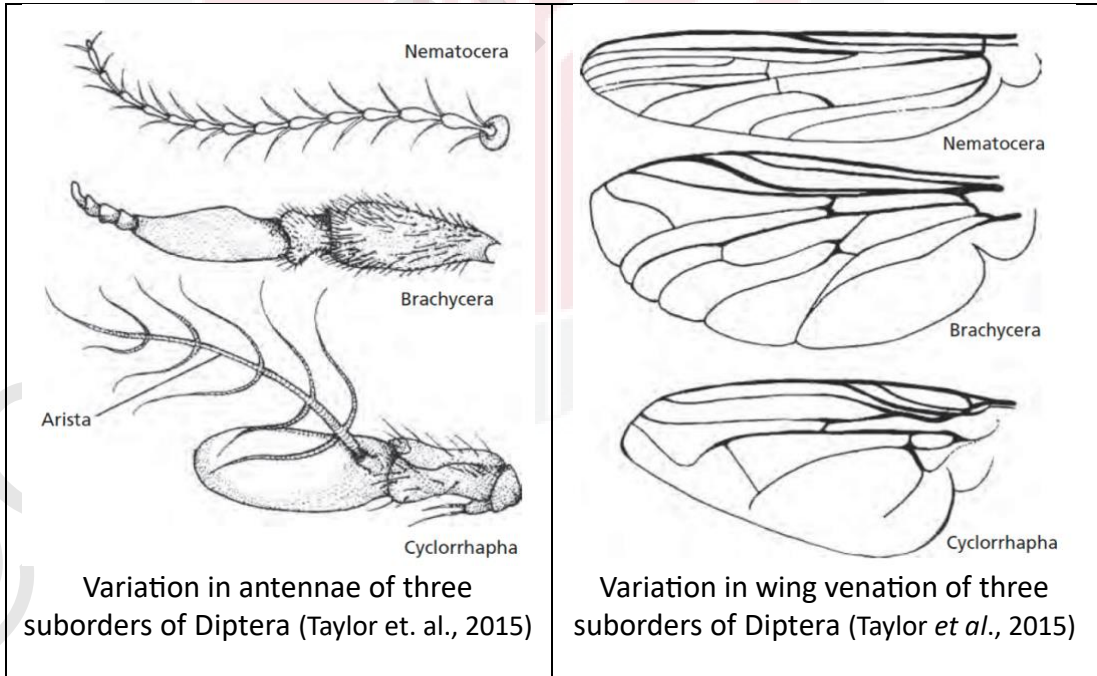 Nematocera
Brachycera
Arista
Cyclorrhapha
Variation in antennae of three
suborders of Diptera (Taylor et. al., 2015)
Nematocera
Brachycera
Cyclorrhapha
Variation in wing venation of three
suborders of Diptera (Taylor et al., 2015)